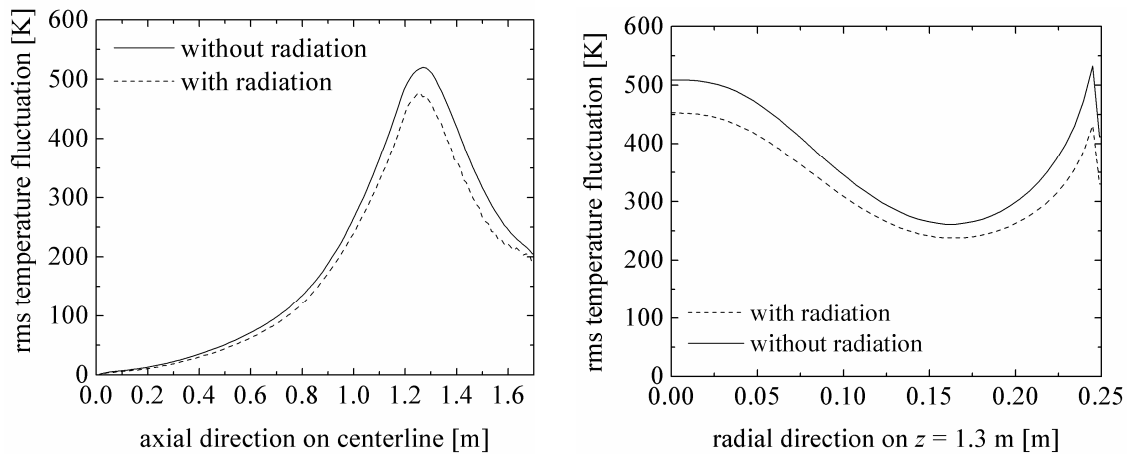 rms temperature fluctuation [K]
600
500
400
300
200
100
0
without radiation
with radiation
0.0 0.2 0.4 0.6 0.8 1.0 1.2 1.4 1.6
axial direction on centerline [m]
rms temperature fluctuation [K]
600
500
400
300
200
100
0
with radiation
without radiation
0.00 0.05 0.10 0.15 0.20 0.25
radial direction on z = 1.3 m [m]